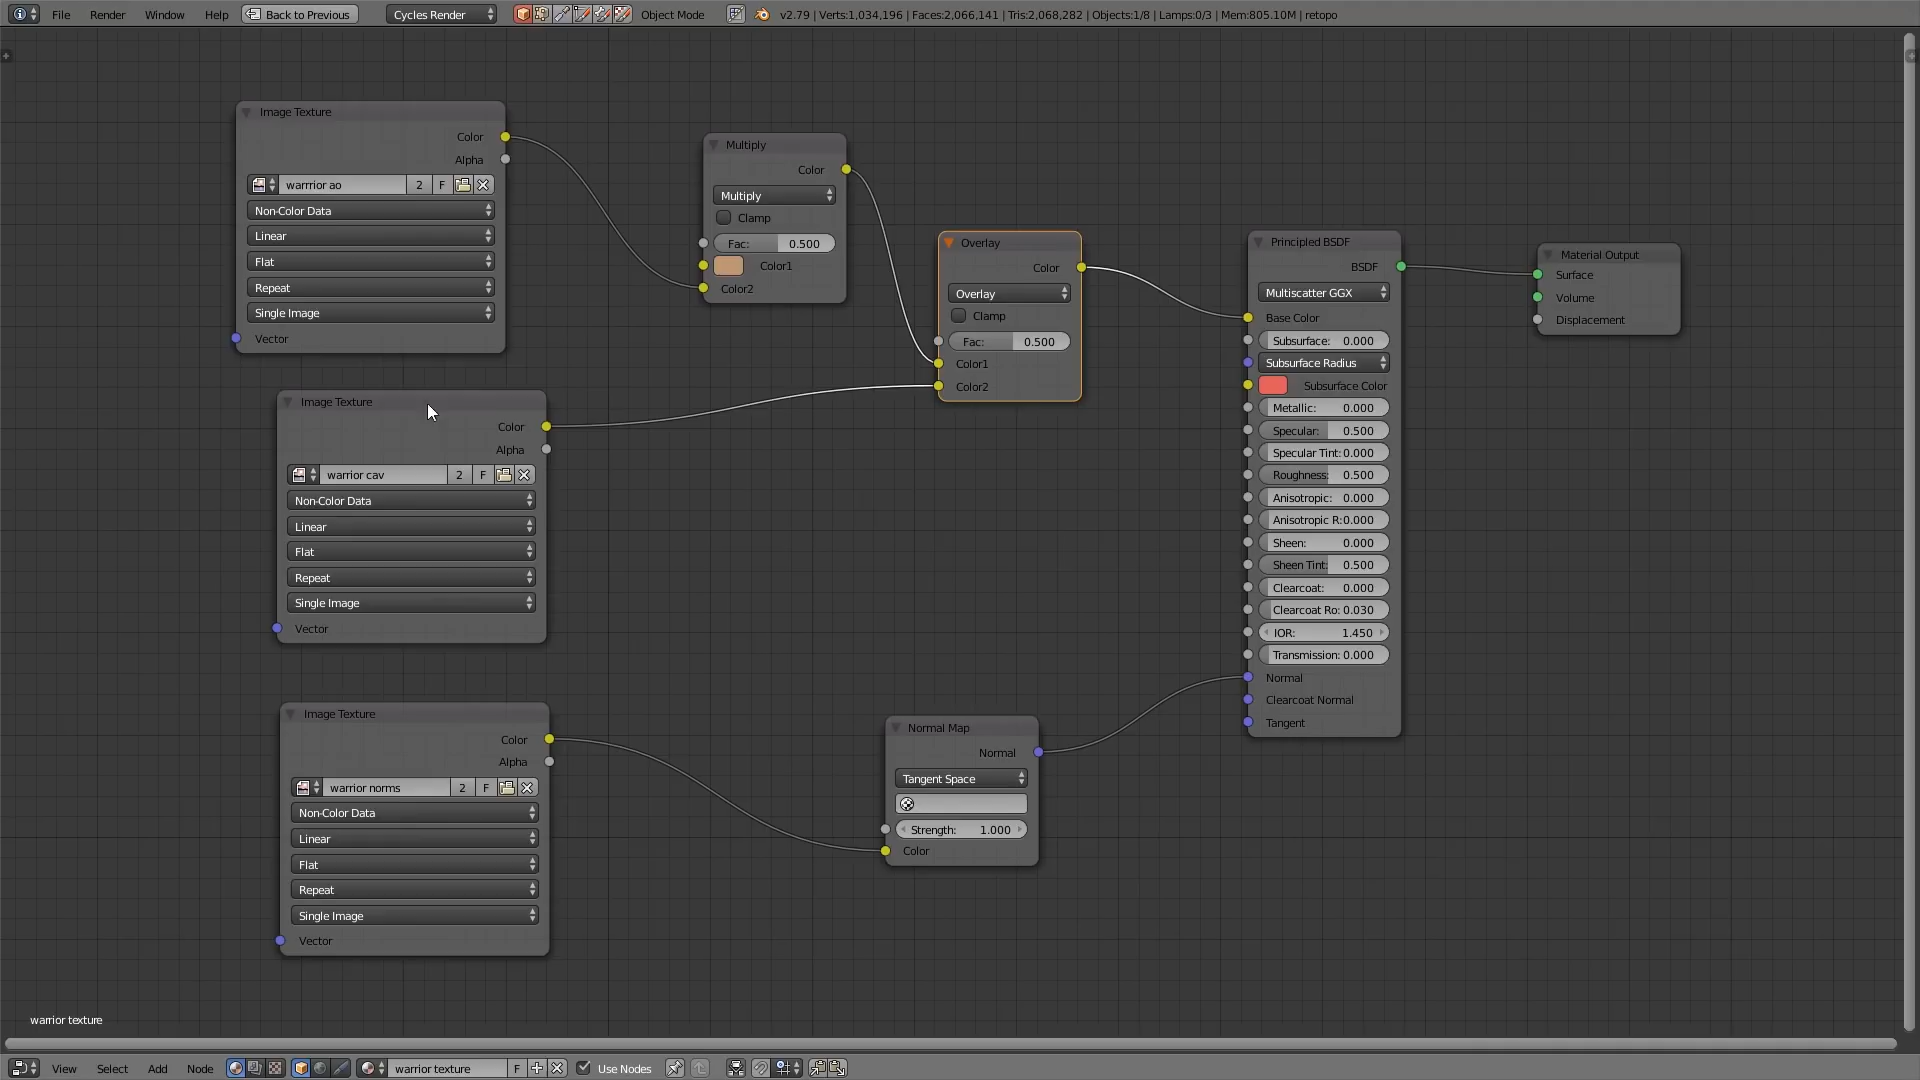 File Render Window Help Back to Previous Cycles Render Object Mode v2.79 | Verts:1,034,196 | Faces:2,066,141 | Tris:2,068,282 | Objects:1/8 | Lamps:0/3 | Mem:805.10M | retopo
Image Texture
Color
Alpha
warrrior ao 2 F
Non-Color Data
Linear
Flat
Repeat
Single Image
Vector
Multiply
Color
Multiply
Clamp
Fac: 0.500
Color1
Color2
Image Texture
Color
Alpha
warrior cav 2 F
Non-Color Data
Linear
Flat
Repeat
Single Image
Vector
Overlay
Color
Overlay
Clamp
Fac: 0.500
Color1
Color2
Principled BSDF
BSDF
Multiscatter GGX
Base Color
Subsurface: 0.000
Subsurface Radius
Subsurface Color
Metallic: 0.000
Specular: 0.500
Specular Tint: 0.000
Roughness: 0.500
Anisotropic: 0.000
Anisotropic R: 0.000
Sheen: 0.000
Sheen Tint: 0.500
Clearcoat: 0.000
Clearcoat Ro: 0.030
IOR: 1.450
Transmission: 0.000
Normal
Clearcoat Normal
Tangent
Material Output
Surface
Volume
Displacement
Image Texture
Color
Alpha
warrior norms 2 F
Non-Color Data
Linear
Flat
Repeat
Single Image
Vector
Normal Map
Normal
Tangent Space
Strength: 1.000
Color
warrior texture
View Select Add Node warrior texture F Use Nodes